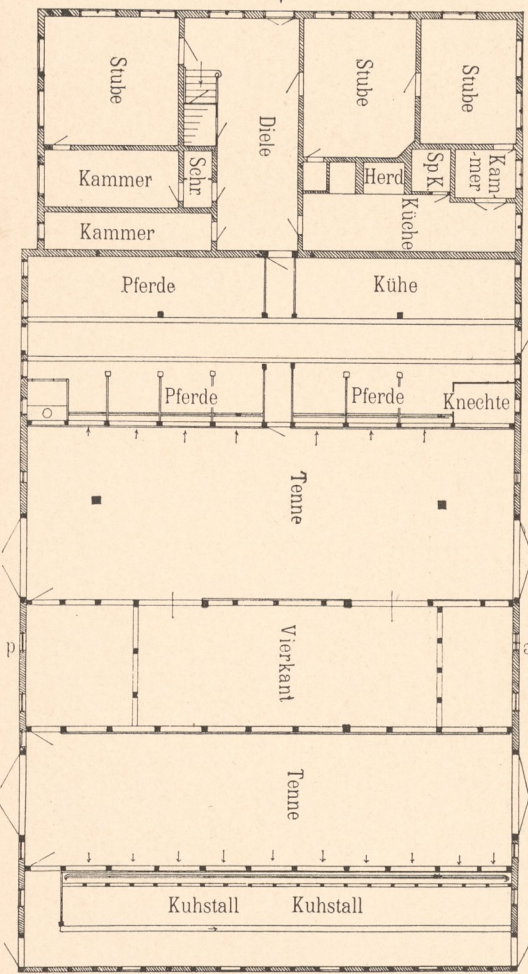 Stube
Diele
Stube
Stube
Kammer
Schr.
Herd
Sp.K.
Kam-
mer
Kammer
Küche
Pferde
Kühe
Pferde
Pferde
Knechte
Tenne
Vierkant
d
Tenne
Kuhstall
Kuhstall